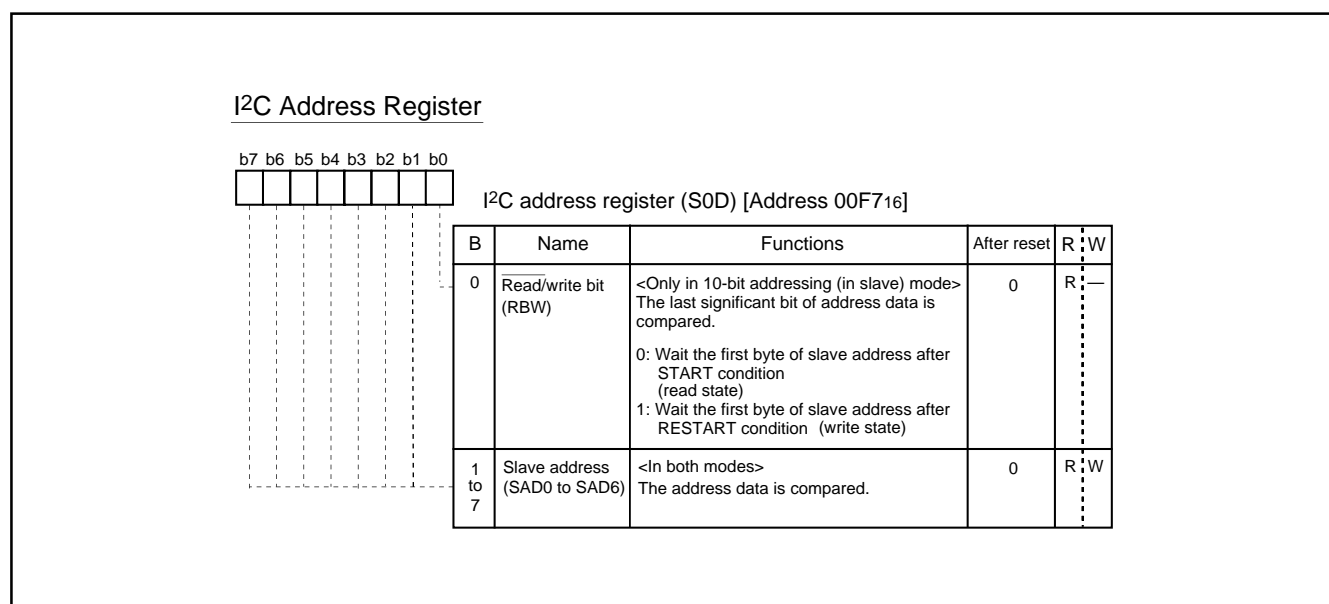 I2C Address Register
b7 b6 b5 b4 b3 b2 b1 b0
I2C address register (S0D) [Address 00F716]
B Name Functions After reset R W
0 Read/write bit (RBW) <Only in 10-bit addressing (in slave) mode> 0 R —
The last significant bit of address data is
compared.
0: Wait the first byte of slave address after
START condition
(read state)
1: Wait the first byte of slave address after
RESTART condition (write state)
1 to 7 Slave address (SAD0 to SAD6) <In both modes> 0 R W
The address data is compared.